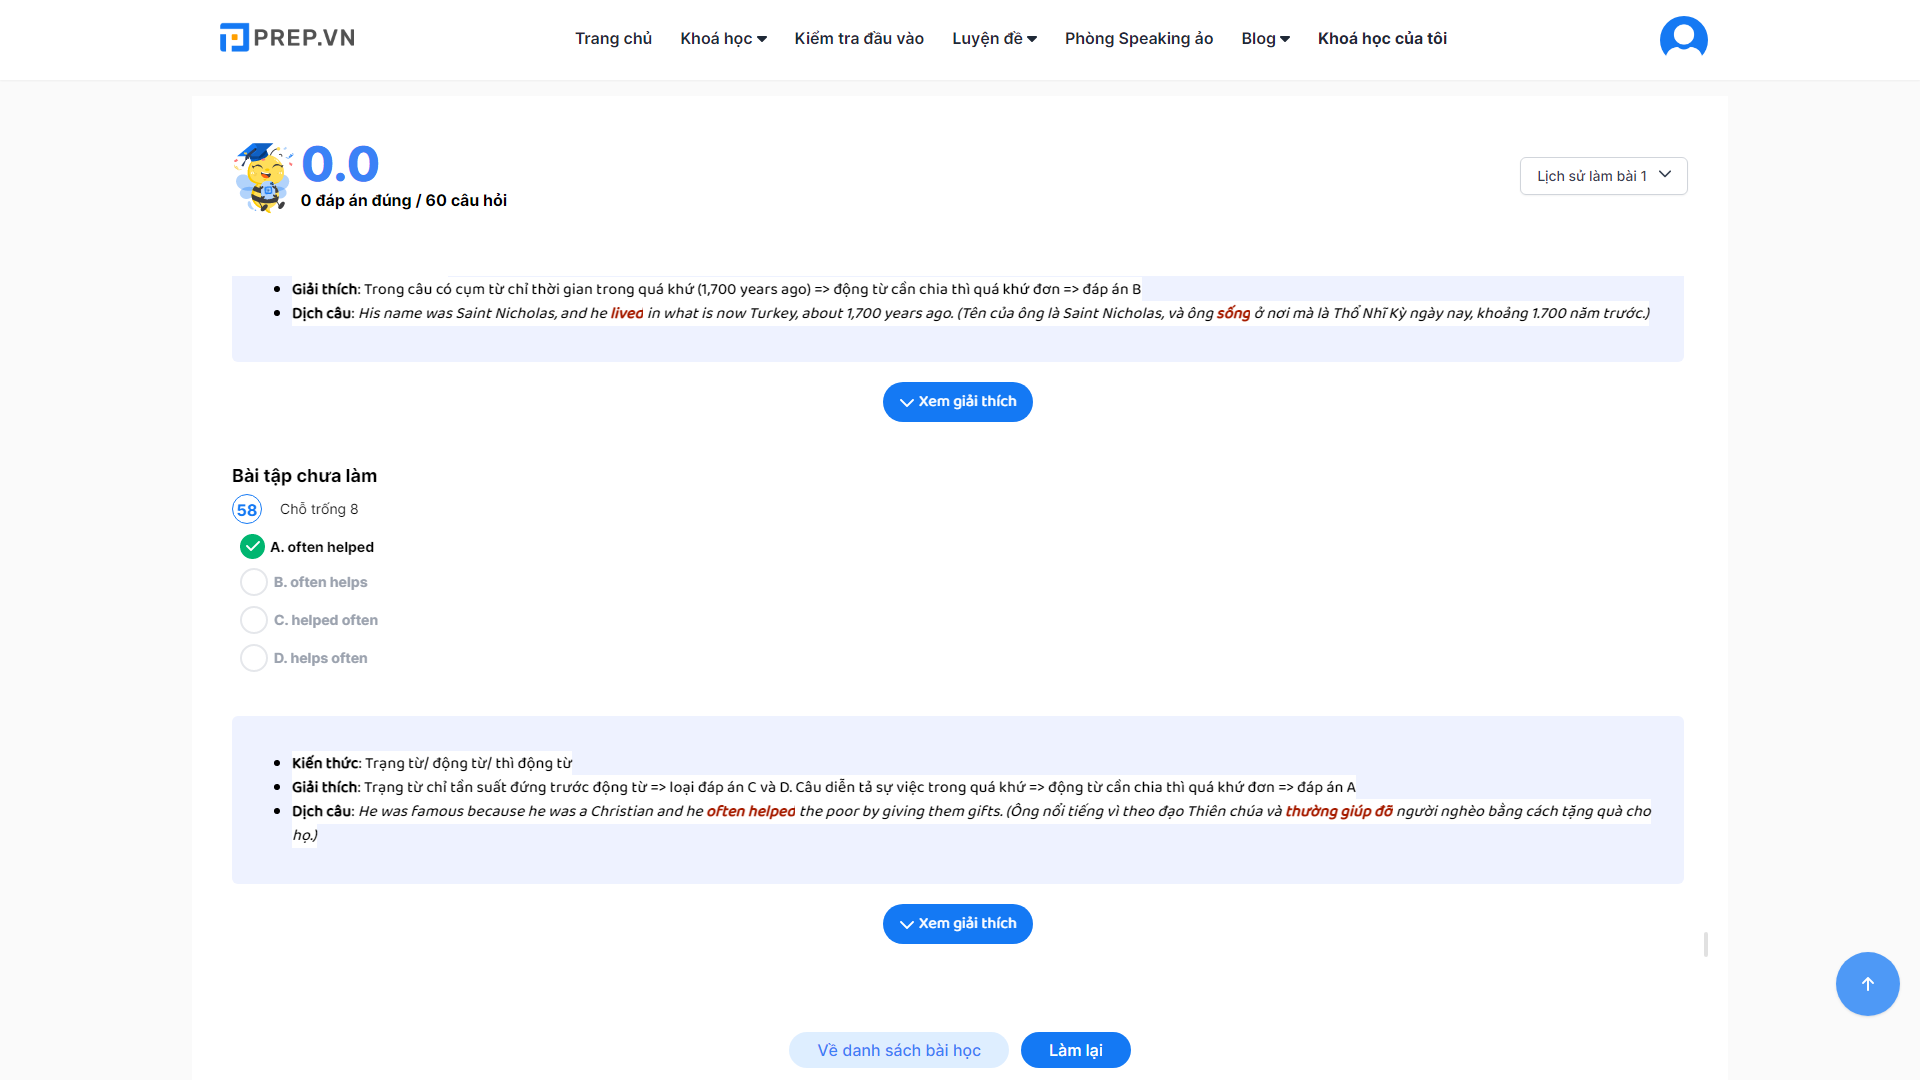 PREP.VN
Trang chủ
Khoá học
Kiểm tra đầu vào
Luyện đề
Phòng Speaking ảo
Blog
Khoá học của tôi
0.0
0 đáp án đúng / 60 câu hỏi
Lịch sử làm bài 1
Giải thích: Trong câu có cụm từ chỉ thời gian trong quá khứ (1,700 years ago) => động từ cần chia thì quá khứ đơn => đáp án B
Dịch câu: His name was Saint Nicholas, and he lived in what is now Turkey, about 1,700 years ago. (Tên của ông là Saint Nicholas, và ông sống ở nơi mà là Thổ Nhĩ Kỳ ngày nay, khoảng 1.700 năm trước.)
Xem giải thích
Bài tập chưa làm
58 Chỗ trống 8
A. often helped
B. often helps
C. helped often
D. helps often
Kiến thức: Trạng từ/ động từ/ thì động từ
Giải thích: Trạng từ chỉ tần suất đứng trước động từ => loại đáp án C và D. Câu diễn tả sự việc trong quá khứ => động từ cần chia thì quá khứ đơn => đáp án A
Dịch câu: He was famous because he was a Christian and he often helped the poor by giving them gifts. (Ông nổi tiếng vì theo đạo Thiên chúa và thường giúp đỡ người nghèo bằng cách tặng quà cho
họ.)
Xem giải thích
Về danh sách bài học
Làm lại